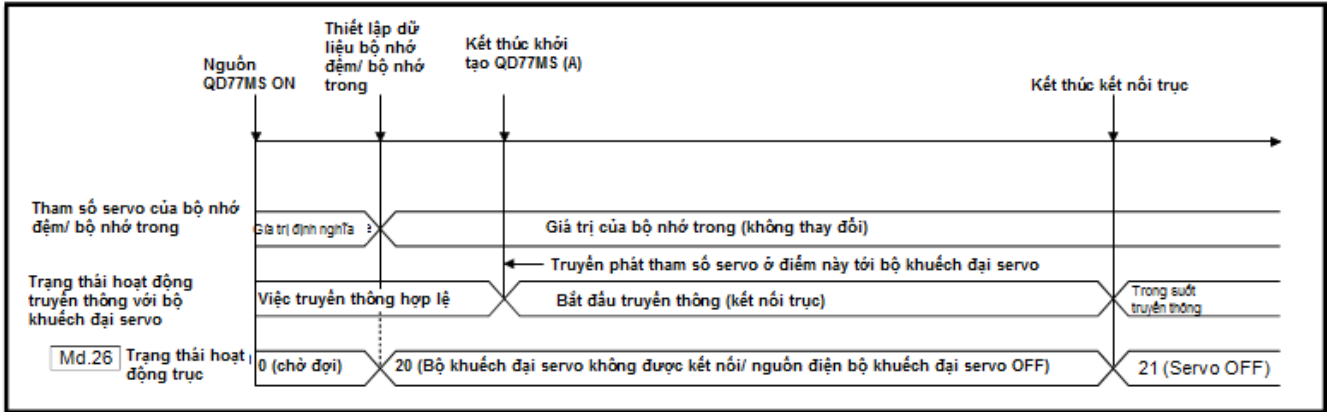 Thiết lập dữ
liệu bộ nhớ
đệm/ bộ nhớ
trong
Kết thúc khởi
tạo QD77MS (A)
Nguồn
QD77MS ON
Kết thúc kết nối trục
Tham số servo của bộ nhớ
đệm/ bộ nhớ trong
Giá trị định nghĩa
Giá trị của bộ nhớ trong (không thay đổi)
Truyền phát tham số servo ở điểm này tới bộ khuếch đại servo
Trạng thái hoạt động
truyền thông với bộ
khuếch đại servo
Việc truyền thông hợp lệ
Bắt đầu truyền thông (kết nối trục)
Trong suốt
truyền thông
Md.26 Trạng thái hoạt
động trục
0 (chờ đợi)
20 (Bộ khuếch đại servo không được kết nối/ nguồn điện bộ khuếch đại servo OFF)
21 (Servo OFF)